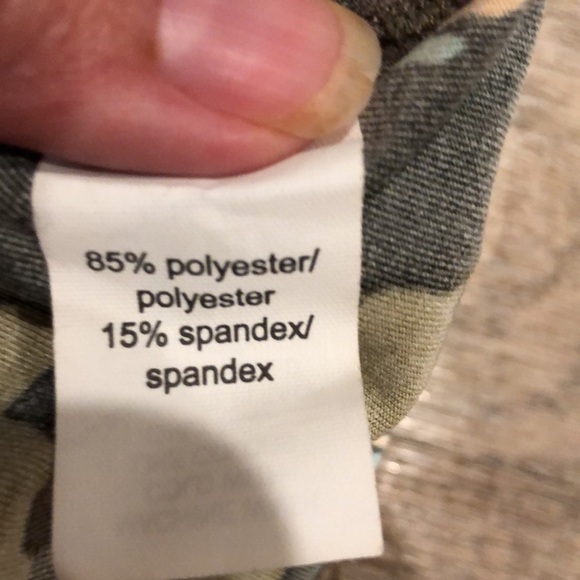 85% polyester/
polyester
15% spandex/
spandex